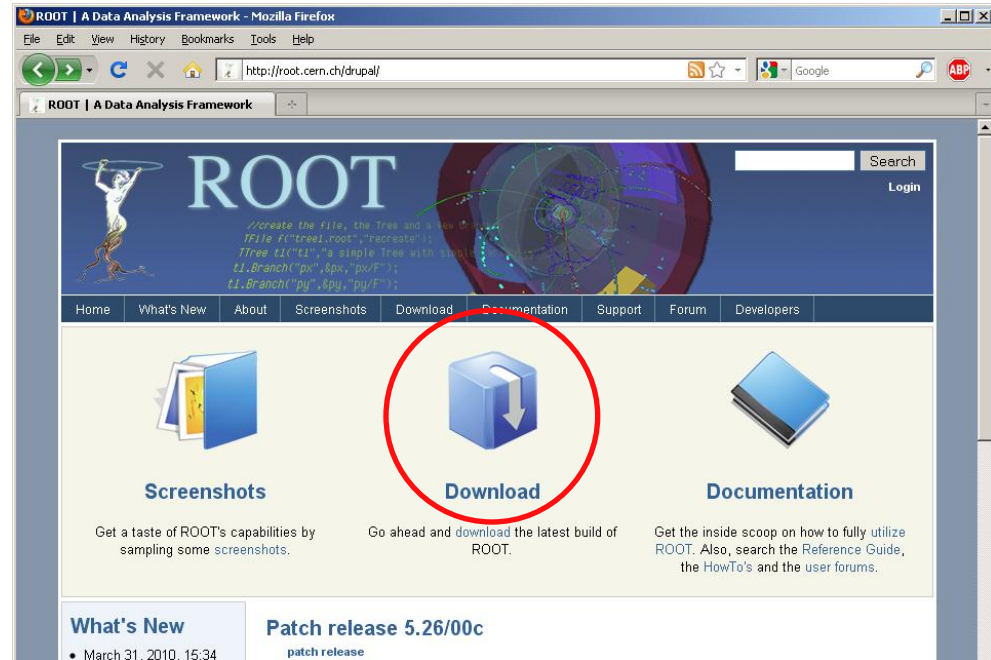 ROOT | A Data Analysis Framework - Mozilla Firefox
File Edit View History Bookmarks Tools Help
http://root.cern.ch/drupal/
Google
ABP
ROOT | A Data Analysis Framework
ROOT
Search
Login
//create the file, the Tree and a few
TFile f("tree1.root","recreate");
TTree t1("t1","a simple Tree with simple
t1.Branch("px",&px,"px/F");
t1.Branch("py",&py,"py/F");
Home What's New About Screenshots Download Documentation Support Forum Developers
Screenshots
Get a taste of ROOT's capabilities by
sampling some screenshots.
Download
Go ahead and download the latest build of
ROOT.
Documentation
Get the inside scoop on how to fully utilize
ROOT. Also, search the Reference Guide,
the HowTo's and the user forums.
What's New
• March 31, 2010, 15:34
Patch release 5.26/00c
patch release